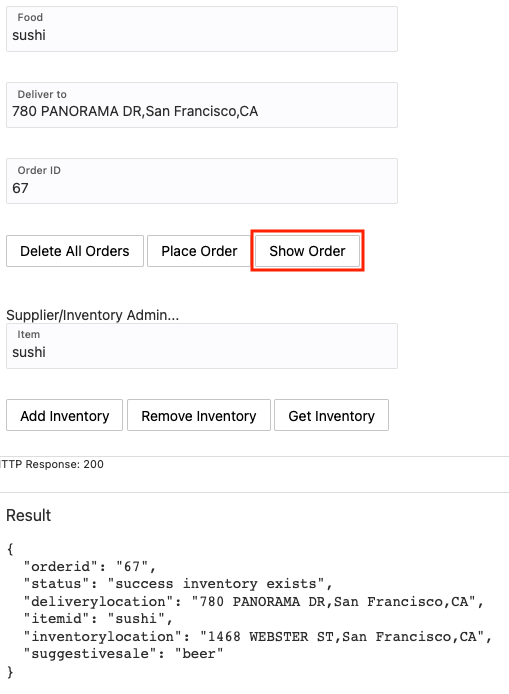 Food
sushi
Deliver to
780 PANORAMA DR,San Francisco,CA
Order ID
67
Delete All Orders Place Order Show Order
Supplier/Inventory Admin...
Item
sushi
Add Inventory Remove Inventory Get Inventory
TTP Response: 200
Result
{
"orderid": "67",
"status": "success inventory exists",
"deliverylocation": "780 PANORAMA DR,San Francisco,CA",
"itemid": "sushi",
"inventorylocation": "1468 WEBSTER ST,San Francisco,CA",
"suggestivesale": "beer"
}